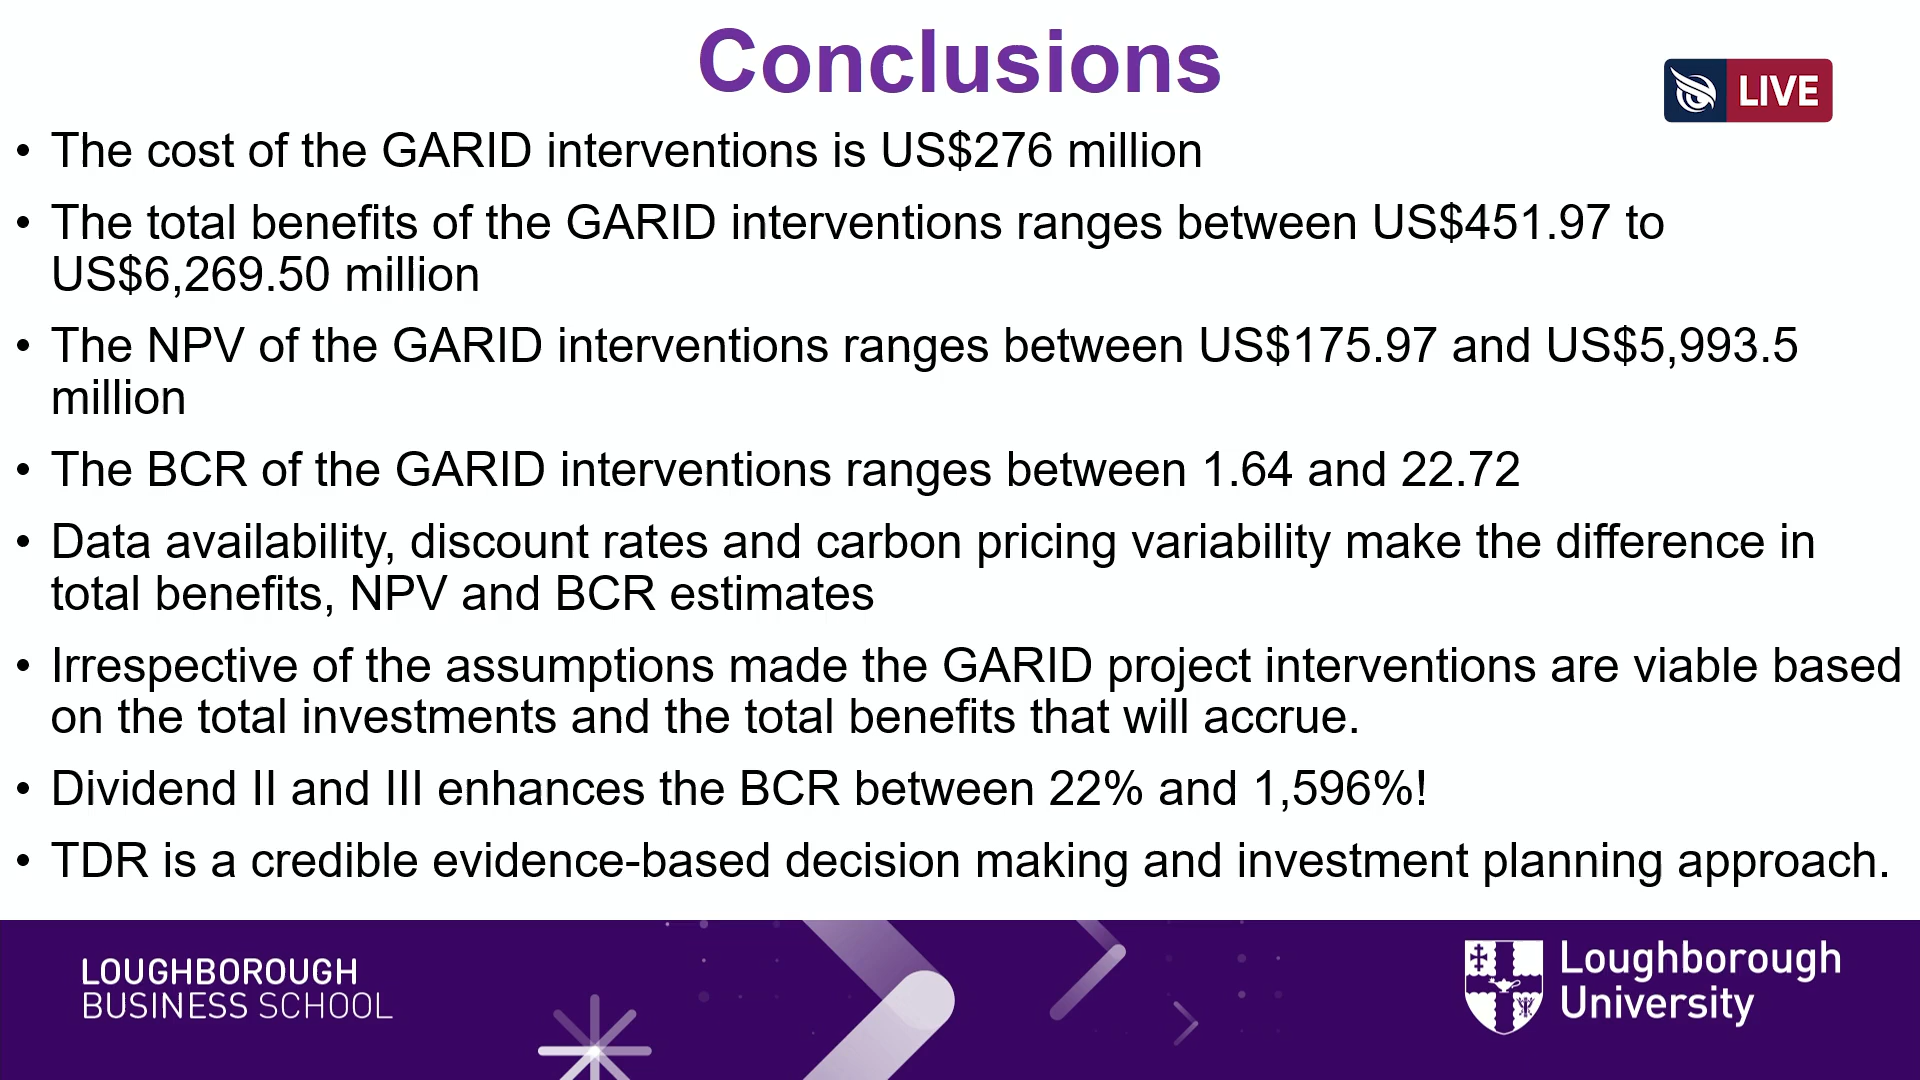 Conclusions
LIVE
• The cost of the GARID interventions is US$276 million
• The total benefits of the GARID interventions ranges between US$451.97 to
US$6,269.50 million
• The NPV of the GARID interventions ranges between US$175.97 and US$5,993.5
million
• The BCR of the GARID interventions ranges between 1.64 and 22.72
• Data availability, discount rates and carbon pricing variability make the difference in
total benefits, NPV and BCR estimates
• Irrespective of the assumptions made the GARID project interventions are viable based
on the total investments and the total benefits that will accrue.
• Dividend II and III enhances the BCR between 22% and 1,596%!
• TDR is a credible evidence-based decision making and investment planning approach.
LOUGHBOROUGH
BUSINESS SCHOOL
Loughborough
University